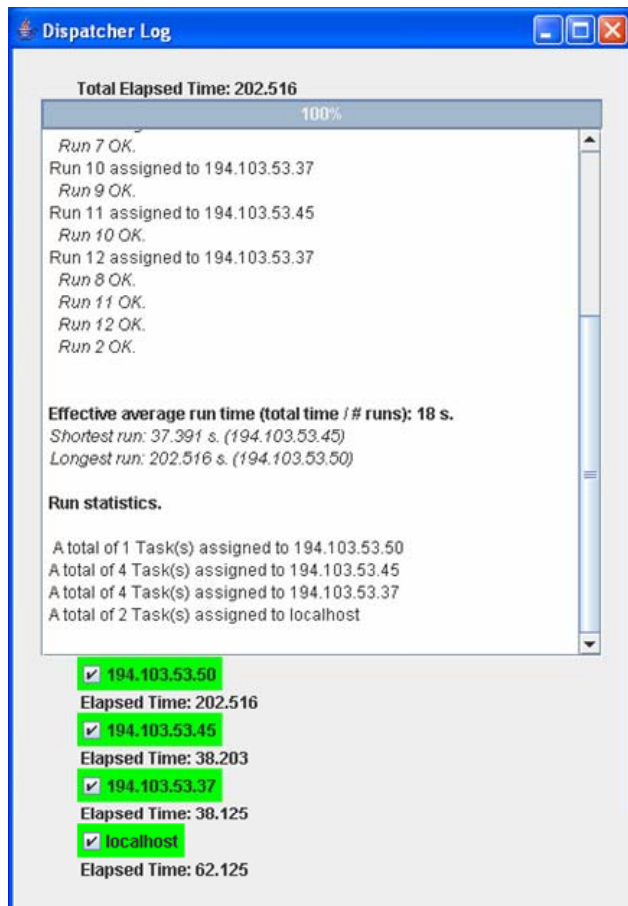 Dispatcher Log
Total Elapsed Time: 202.516
100%
Run 7 OK.
Run 10 assigned to 194.103.53.37
Run 9 OK.
Run 11 assigned to 194.103.53.45
Run 10 OK.
Run 12 assigned to 194.103.53.37
Run 8 OK.
Run 11 OK.
Run 12 OK.
Run 2 OK.
Effective average run time (total time / # runs): 18 s.
Shortest run: 37.391 s. (194.103.53.45)
Longest run: 202.516 s. (194.103.53.50)
Run statistics.
A total of 1 Task(s) assigned to 194.103.53.50
A total of 4 Task(s) assigned to 194.103.53.45
A total of 4 Task(s) assigned to 194.103.53.37
A total of 2 Task(s) assigned to localhost
194.103.53.50
Elapsed Time: 202.516
194.103.53.45
Elapsed Time: 38.203
194.103.53.37
Elapsed Time: 38.125
localhost
Elapsed Time: 62.125